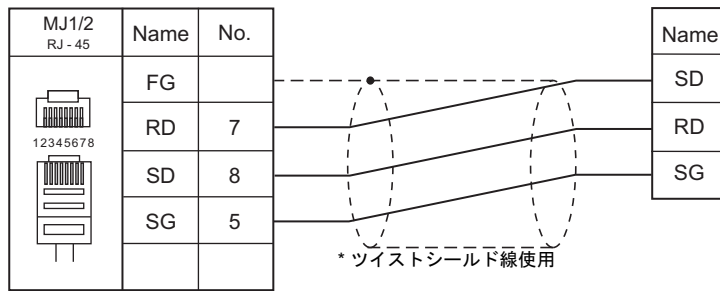 MJ1/2 Name No. Name
RJ - 45
FG SD
RD 7 RD
12345678
SD 8 SG
SG 5
* ツイストシールド線使用